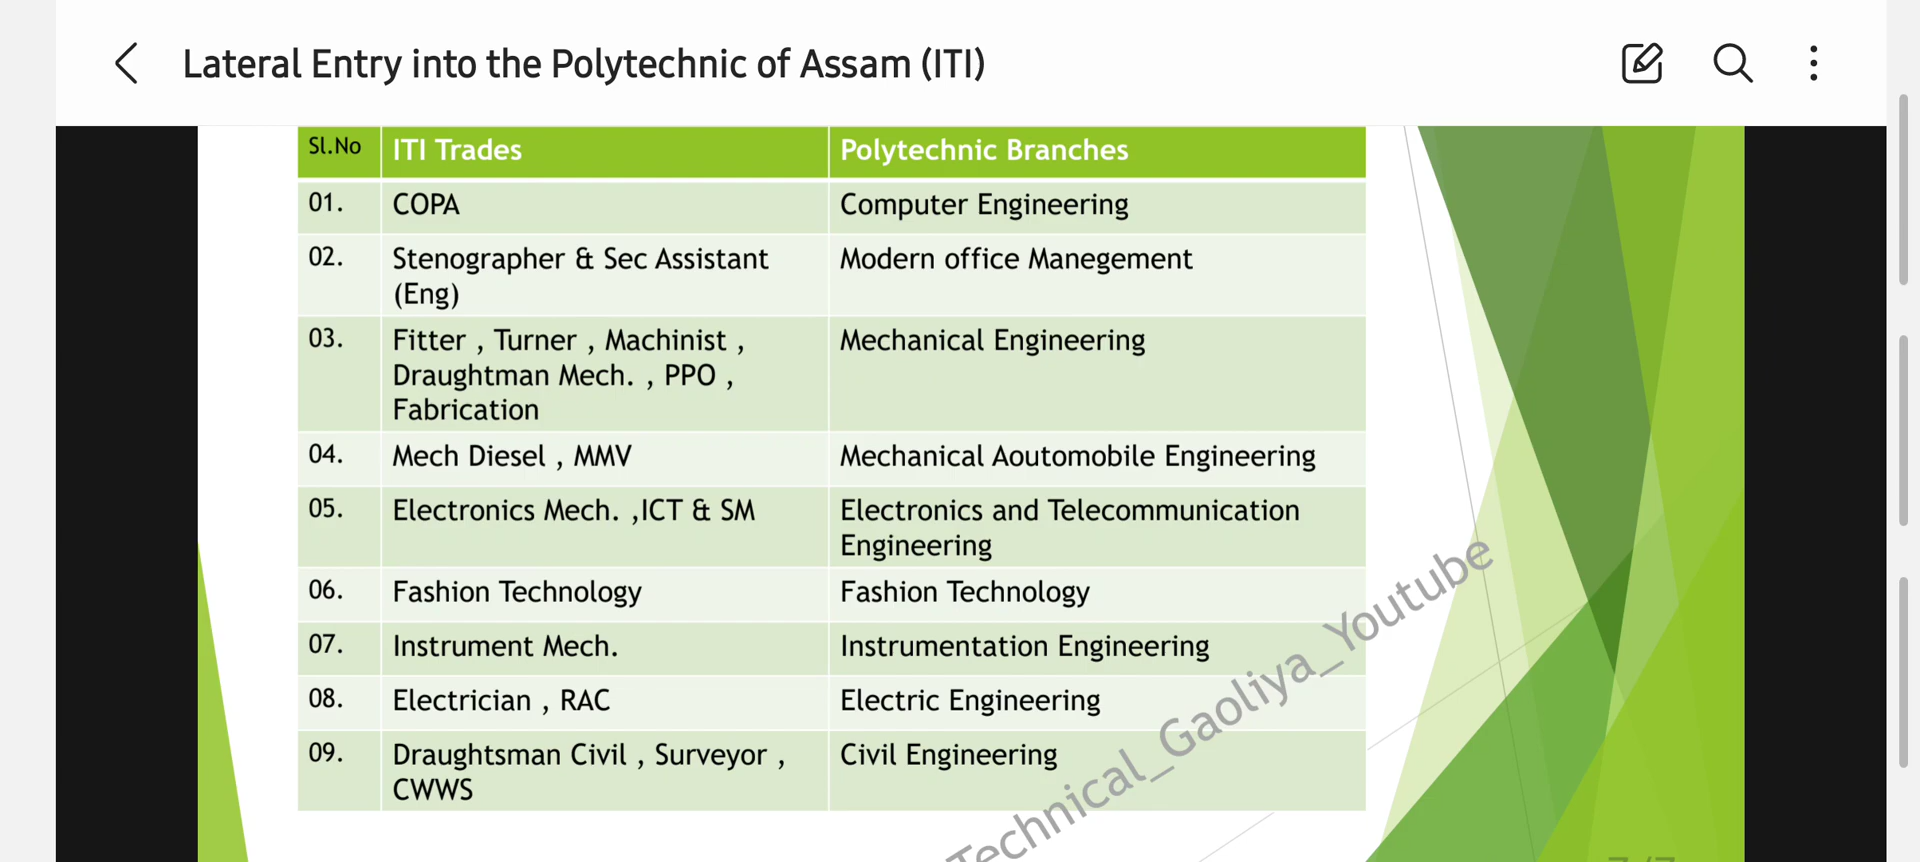 Lateral Entry into the Polytechnic of Assam (ITI)
Sl.No ITI Trades Polytechnic Branches
01. COPA Computer Engineering
02. Stenographer & Sec Assistant Modern office Manegement
(Eng)
03. Fitter , Turner , Machinist , Mechanical Engineering
Draughtman Mech. , PPO ,
Fabrication
04. Mech Diesel , MMV Mechanical Aoutomobile Engineering
05. Electronics Mech. ,ICT & SM Electronics and Telecommunication
Engineering
06. Fashion Technology Fashion Technology
07. Instrument Mech. Instrumentation Engineering
08. Electrician , RAC Electric Engineering
09. Draughtsman Civil , Surveyor , Civil Engineering
CWWS
Technical_Gaoliya_Youtube